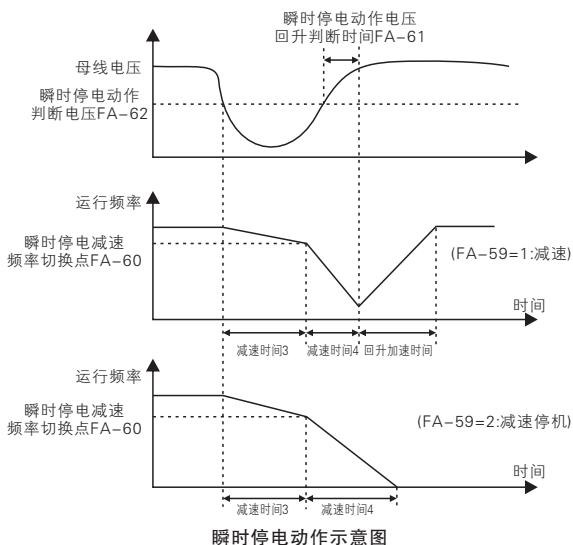 瞬时停电动作电压
回升判断时间FA-61
母线电压
瞬时停电动作
判断电压FA-62
运行频率
瞬时停电减速
频率切换点FA-60
(FA-59=1:减速)
时间
减速时间3
减速时间4
回升加速时间
运行频率
瞬时停电减速
频率切换点FA-60
(FA-59=2:减速停机)
时间
减速时间3
减速时间4
瞬时停电动作示意图